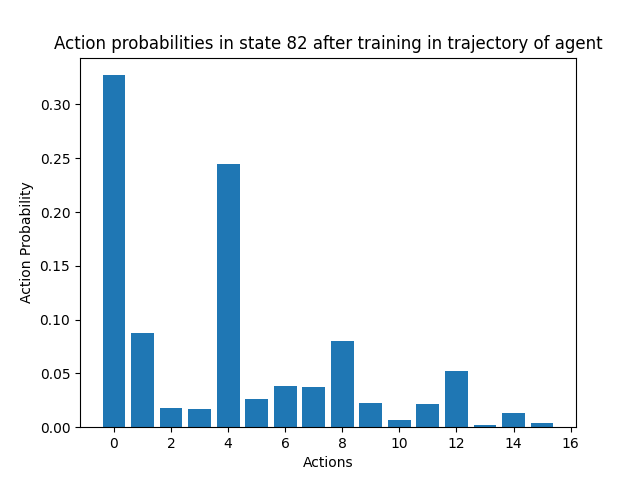 Action probabilities in state 82 after training in trajectory of agent
0.30
0.25
0.20
0.15
0.10
0.05
0.00
Action Probability
0 2 4 6 8 10 12 14 16
Actions